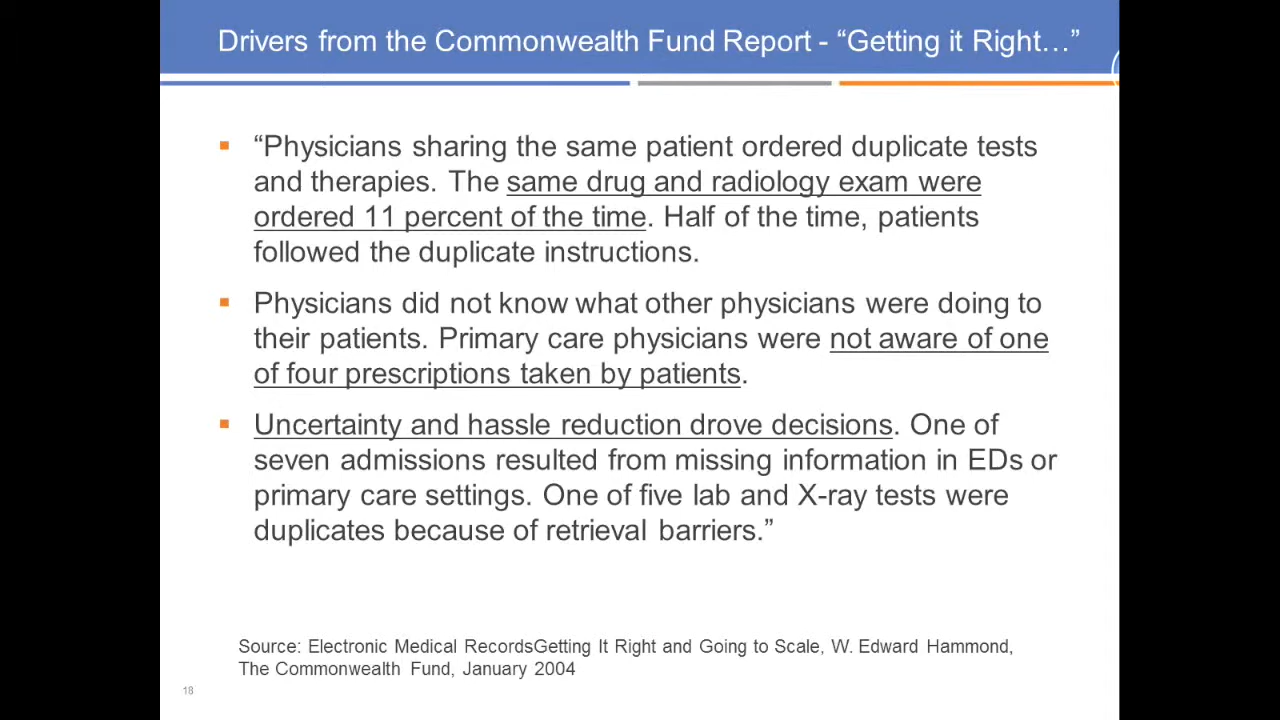 Drivers from the Commonwealth Fund Report - “Getting it Right…”
▪ “Physicians sharing the same patient ordered duplicate tests
and therapies. The same drug and radiology exam were
ordered 11 percent of the time. Half of the time, patients
followed the duplicate instructions.
▪ Physicians did not know what other physicians were doing to
their patients. Primary care physicians were not aware of one
of four prescriptions taken by patients.
▪ Uncertainty and hassle reduction drove decisions. One of
seven admissions resulted from missing information in EDs or
primary care settings. One of five lab and X-ray tests were
duplicates because of retrieval barriers.”
Source: Electronic Medical RecordsGetting It Right and Going to Scale, W. Edward Hammond,
The Commonwealth Fund, January 2004
18